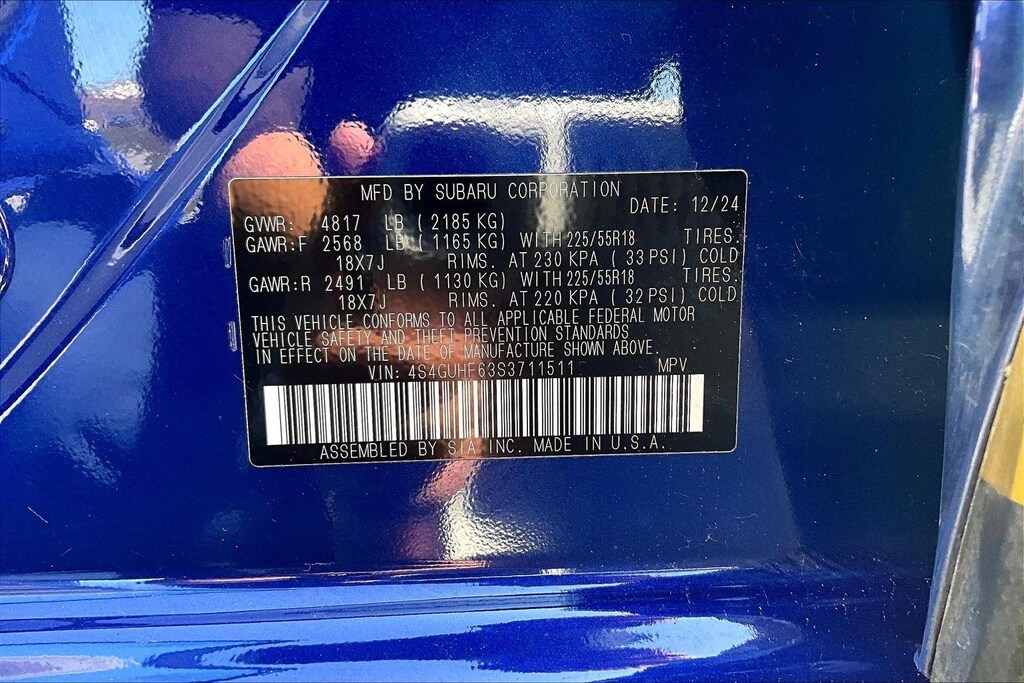 MFD BY SUBARU CORPORATION
DATE: 12/24
GVWR: 4817 LB ( 2185 KG)
GAWR:F 2568 LB ( 1165 KG) WITH 225/55R18 TIRES.
18X7J RIMS. AT 230 KPA ( 33 PSI) COLD
GAWR:R 2491 LB ( 1130 KG) WITH 225/55R18 TIRES.
18X7J RIMS. AT 220 KPA ( 32 PSI) COLD
THIS VEHICLE CONFORMS TO ALL APPLICABLE FEDERAL MOTOR
VEHICLE SAFETY AND THEFT PREVENTION STANDARDS
IN EFFECT ON THE DATE OF MANUFACTURE SHOWN ABOVE.
VIN: 4S4GUHF63S3711511 MPV
ASSEMBLED BY SIA INC. MADE IN U.S.A.